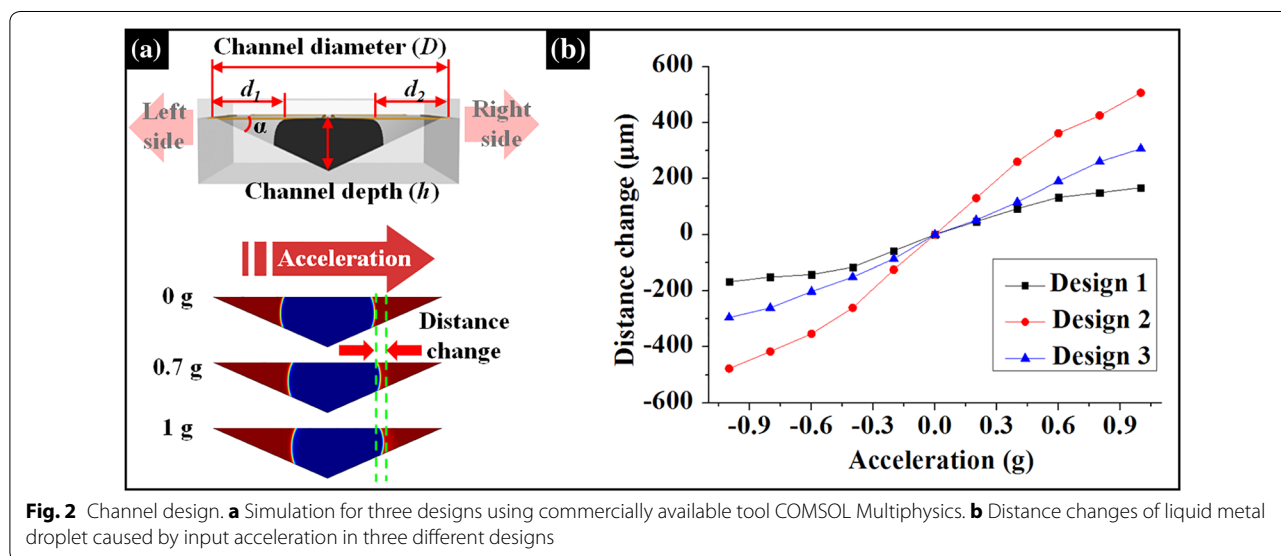 (a)
Channel diameter (D)
d1
d2
Left
side
Right
side
α
Channel depth (h)
Acceleration
0 g
Distance
change
0.7 g
1 g
(b)
Distance change (μm)
600
400
200
0
-200
-400
-600
Design 1
Design 2
Design 3
-0.9 -0.6 -0.3 0.0 0.3 0.6 0.9
Acceleration (g)
Fig. 2 Channel design. a Simulation for three designs using commercially available tool COMSOL Multiphysics. b Distance changes of liquid metal
droplet caused by input acceleration in three different designs